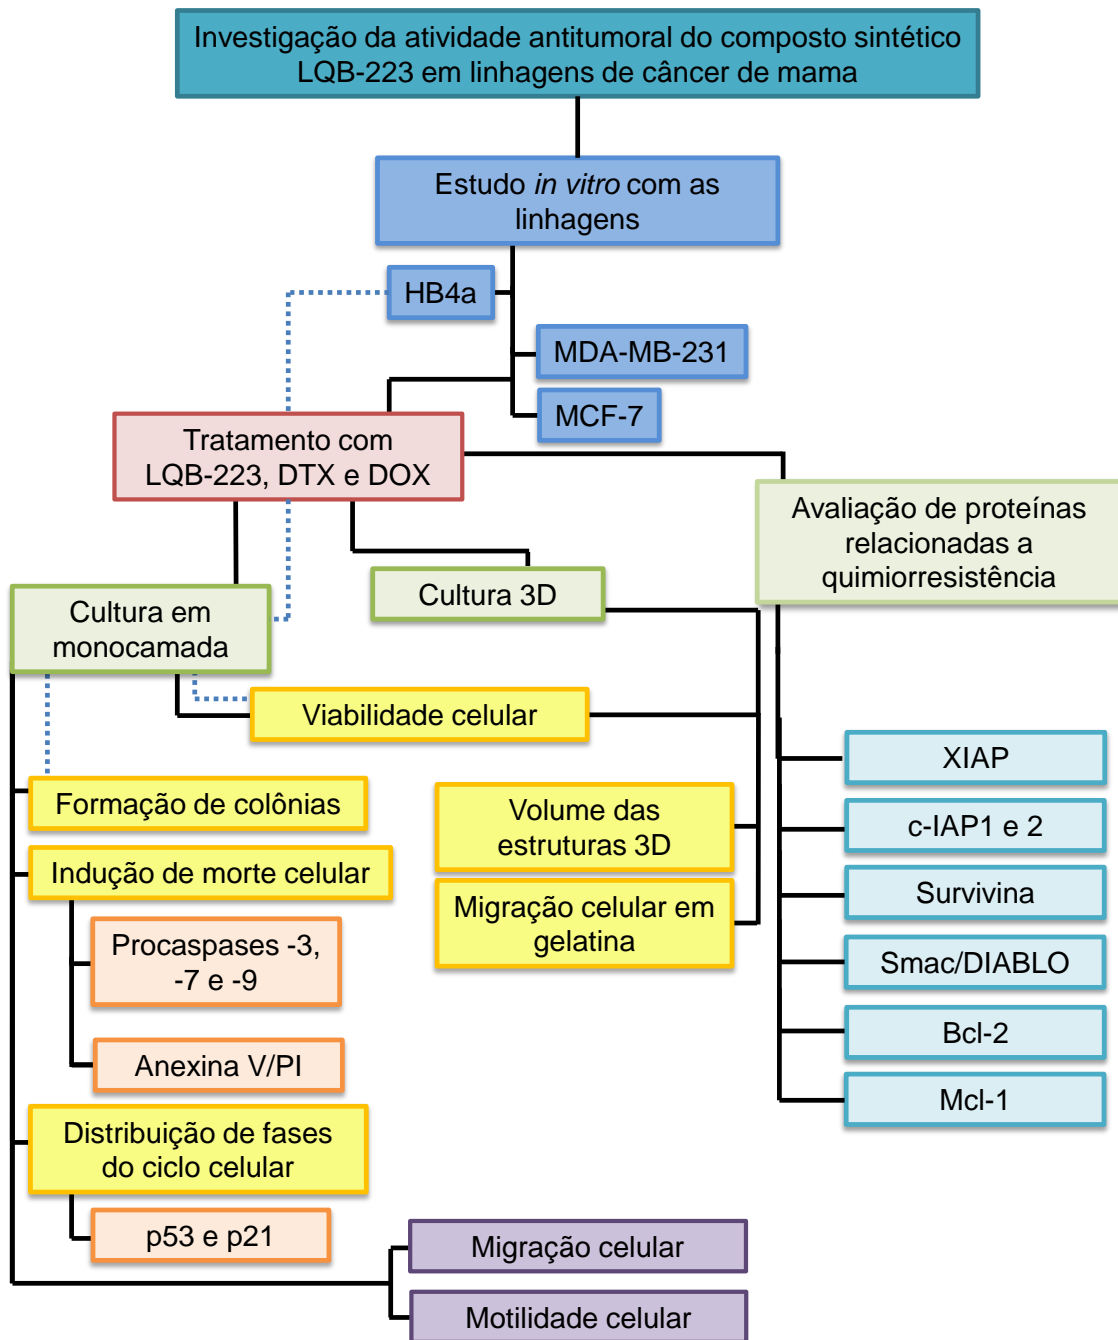 Investigação da atividade antitumoral do composto sintético
LQB-223 em linhagens de câncer de mama
Estudo in vitro com as
linhagens
HB4a
MDA-MB-231
MCF-7
Tratamento com
LQB-223, DTX e DOX
Avaliação de proteínas
relacionadas a
quimiorresistência
Cultura 3D
Cultura em
monocamada
Viabilidade celular
XIAP
Formação de colônias
Volume das
estruturas 3D
c-IAP1 e 2
Indução de morte celular
Survivina
Migração celular em
gelatina
Procaspases -3,
-7 e -9
Smac/DIABLO
Bcl-2
Anexina V/PI
Mcl-1
Distribuição de fases
do ciclo celular
p53 e p21
Migração celular
Motilidade celular